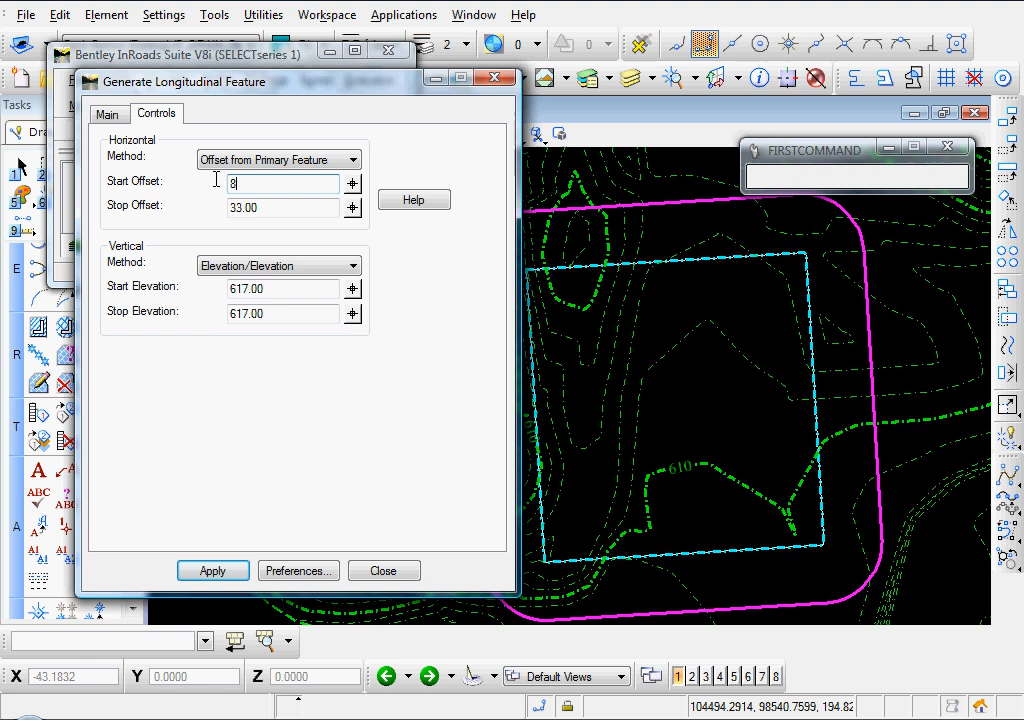 File Edit Element Settings Tools Utilities Workspace Applications Window Help
2 0 0
Bentley InRoads Suite V8i (SELECTseries 1)
Generate Longitudinal Feature
Tasks
Main Controls
Horizontal
Method: Offset from Primary Feature
Start Offset: 8
Stop Offset: 33.00
Help
Vertical
Method: Elevation/Elevation
Start Elevation: 617.00
Stop Elevation: 617.00
Apply Preferences... Close
FIRSTCOMMAND
610
E
R
T
A
X -43.1832 Y 0.0000 Z 0.0000 Default Views 1 2 3 4 5 6 7 8
104494.2914, 98540.7599, 194.82